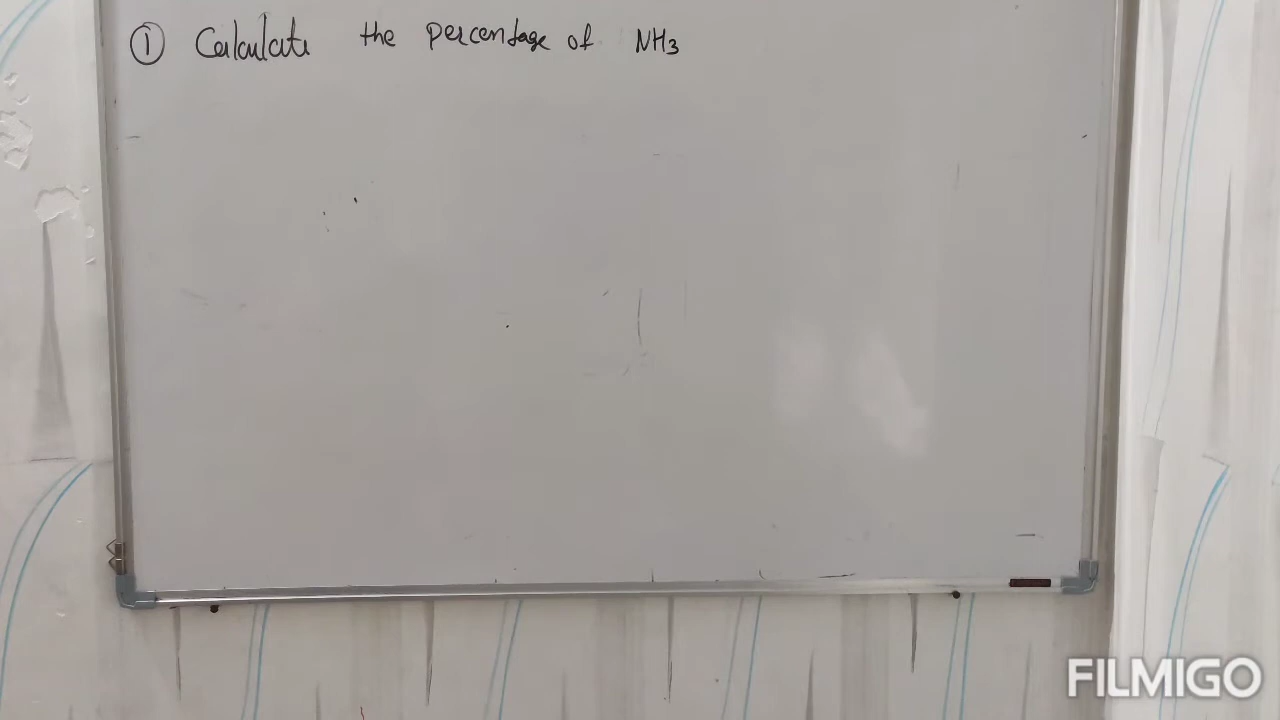 ① Calculate the percentage of NH₃
FILMIGO